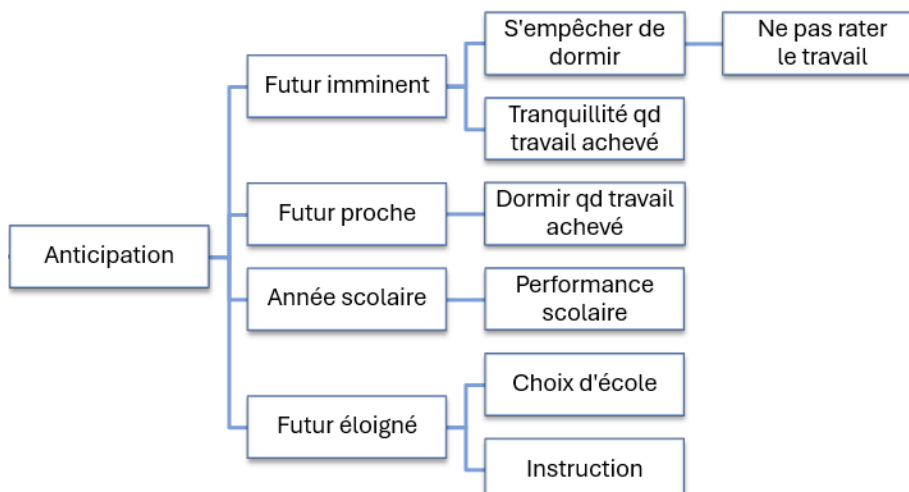 S'empêcher de
dormir
Ne pas rater
le travail
Futur imminent
Tranquillité qd
travail achevé
Futur proche
Dormir qd travail
achevé
Anticipation
Année scolaire
Performance
scolaire
Choix d'école
Futur éloigné
Instruction